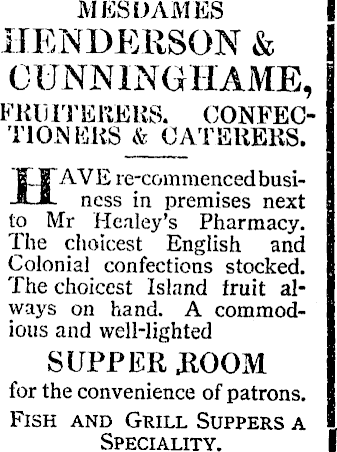 MESDAMES
HENDERSON &
CUNNINGHAME,
FRUITERERS. CONFEC-
TIONERS & CATERERS.
HAVE re-commenced busi-
ness in premises next
to Mr Healey's Pharmacy.
The choicest English and
Colonial confections stocked.
The choicest Island fruit al-
ways on hand. A commod-
ious and well-lighted
SUPPER ROOM
for the convenience of patrons.
FISH AND GRILL SUPPERS A
SPECIALITY.